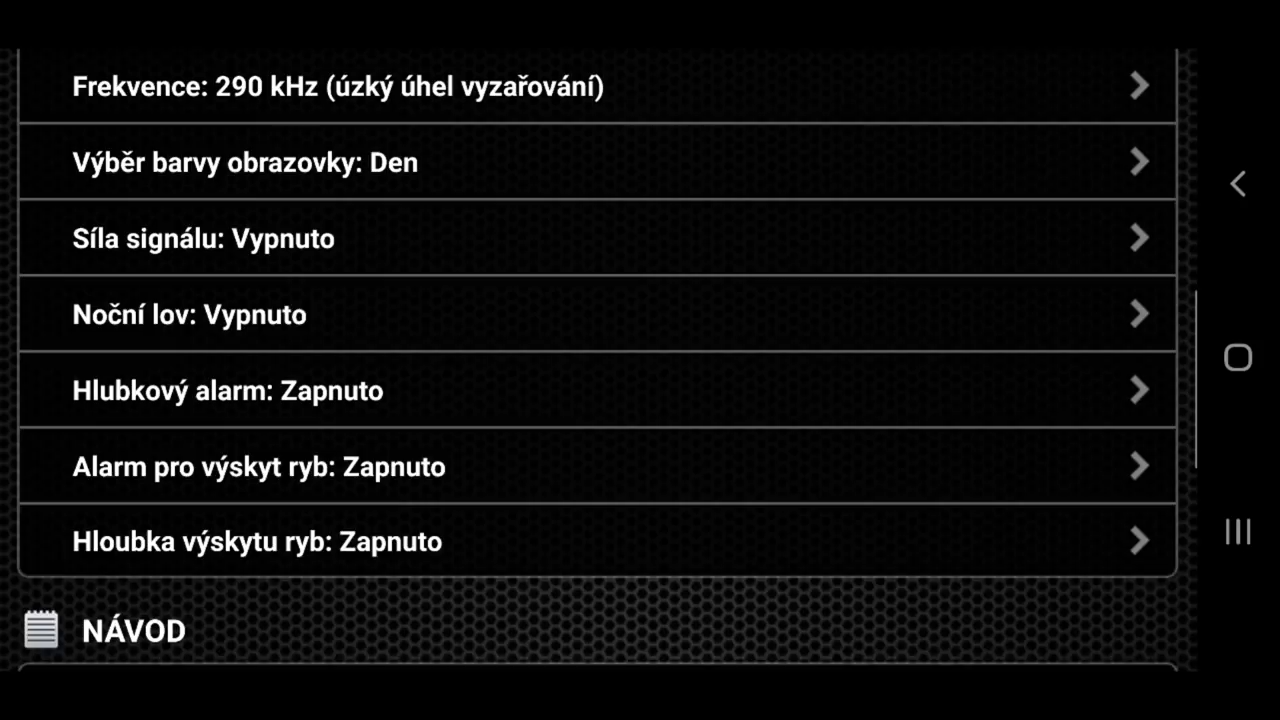 Frekvence: 290 kHz (úzký úhel vyzařování)
Výběr barvy obrazovky: Den
Síla signálu: Vypnuto
Noční lov: Vypnuto
Hlubkový alarm: Zapnuto
Alarm pro výskyt ryb: Zapnuto
Hloubka výskytu ryb: Zapnuto
NÁVOD